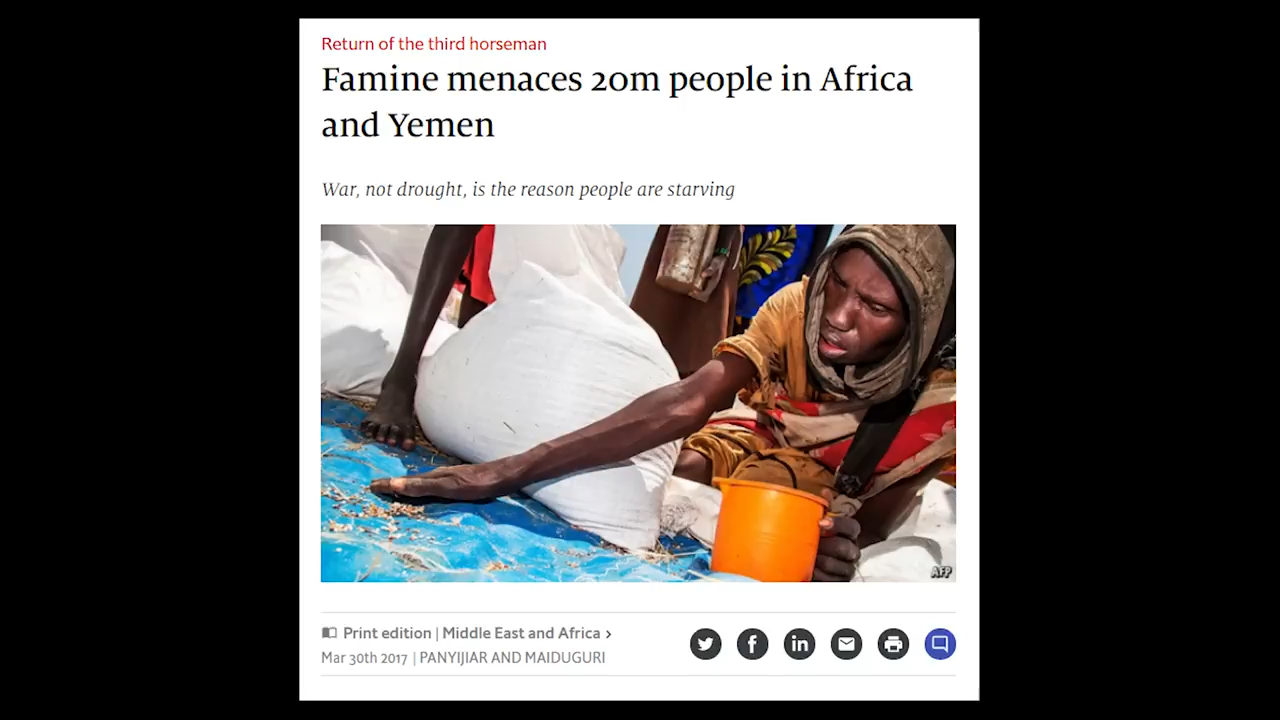 Return of the third horseman
Famine menaces 20m people in Africa
and Yemen
War, not drought, is the reason people are starving
AFP
Print edition | Middle East and Africa ›
Mar 30th 2017 | PANYIJIAR AND MAIDUGURI